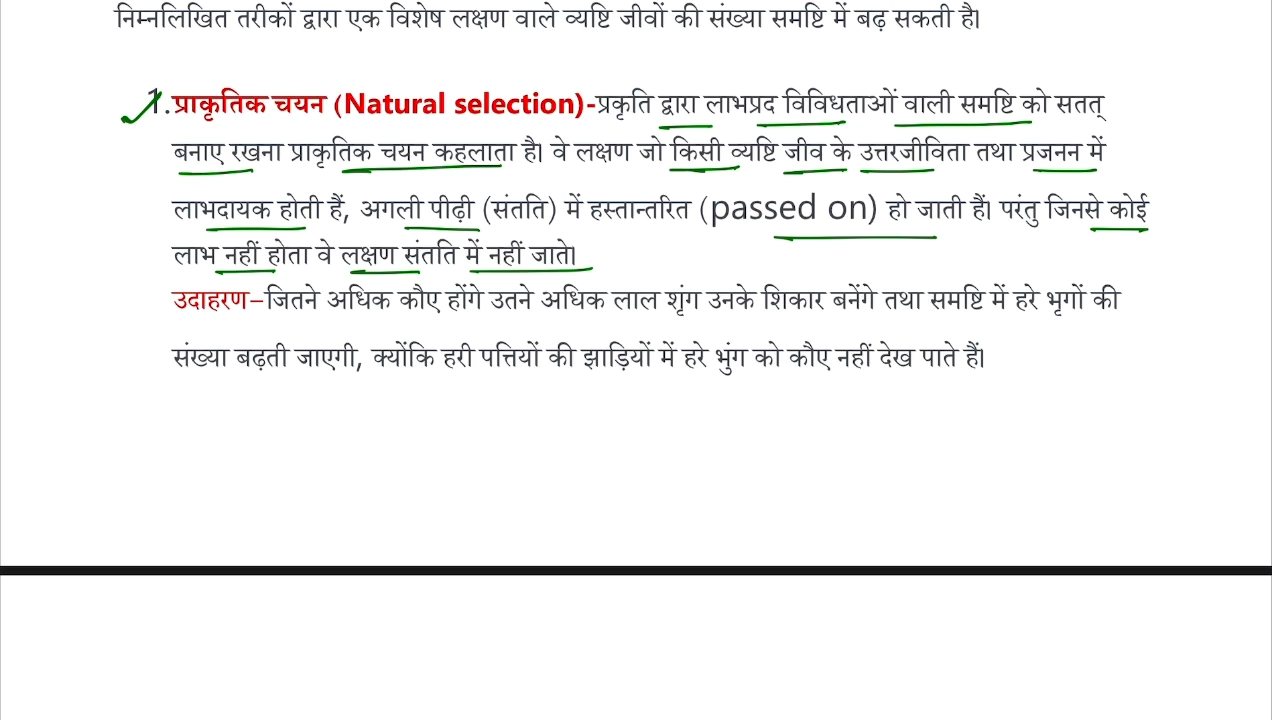 निम्नलिखित तरीकों द्वारा एक विशेष लक्षण वाले व्यष्टि जीवों की संख्या समष्टि में बढ़ सकती है।
1.प्राकृतिक चयन (Natural selection)-प्रकृति द्वारा लाभप्रद विविधताओं वाली समष्टि को सतत्
बनाए रखना प्राकृतिक चयन कहलाता है। वे लक्षण जो किसी व्यष्टि जीव के उत्तरजीविता तथा प्रजनन में
लाभदायक होती हैं, अगली पीढ़ी (संतति) में हस्तान्तरित (passed on) हो जाती हैं। परंतु जिनसे कोई
लाभ नहीं होता वे लक्षण संतति में नहीं जाते।
उदाहरण–जितने अधिक कौए होंगे उतने अधिक लाल शृंग उनके शिकार बनेंगे तथा समष्टि में हरे भृगों की
संख्या बढ़ती जाएगी, क्योंकि हरी पत्तियों की झाड़ियों में हरे भुंग को कौए नहीं देख पाते हैं।